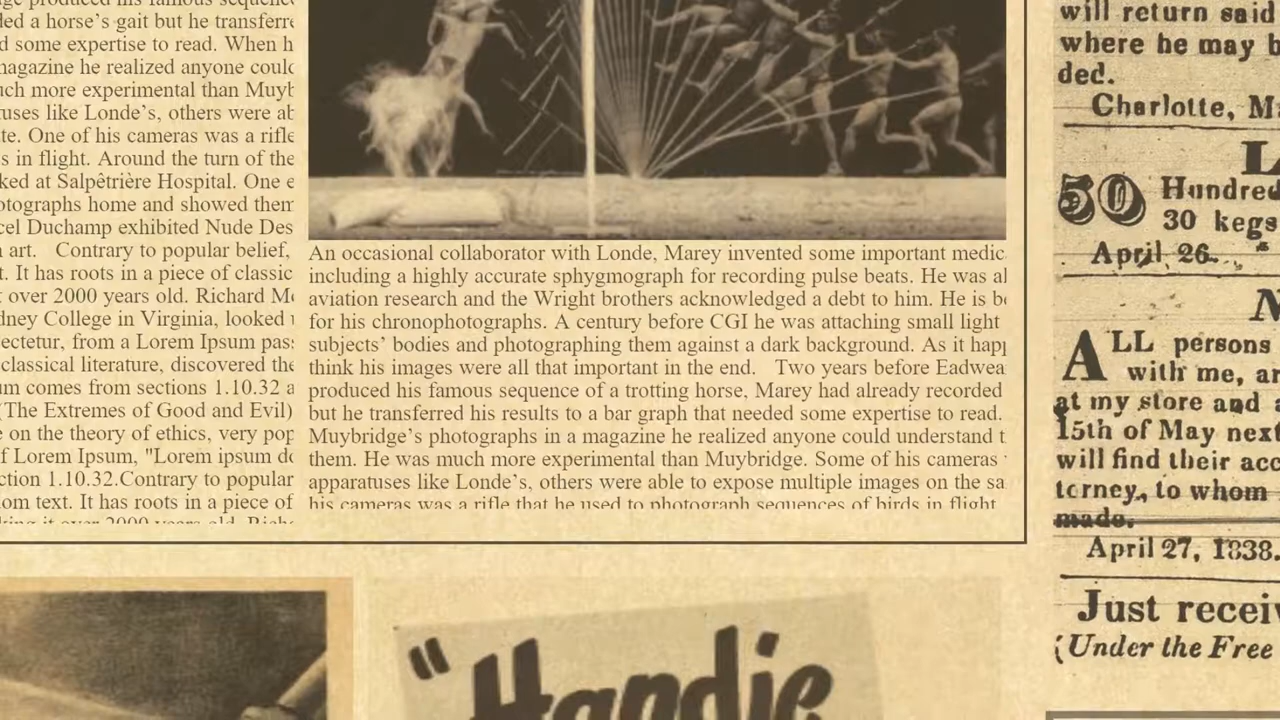 ded a horse's gait but he transferre
d some expertise to read. When h
magazine he realized anyone could
uch more experimental than Muyb
tuses like Londe's, others were ab
te. One of his cameras was a rifle
s in flight. Around the turn of the
ked at Salpêtrière Hospital. One e
otographs home and showed them
cel Duchamp exhibited Nude Des
n art. Contrary to popular belief,
t. It has roots in a piece of classic
t over 2000 years old. Richard Mc
dney College in Virginia, looked
ectetur, from a Lorem Ipsum pas
classical literature, discovered the
um comes from sections 1.10.32 a
(The Extremes of Good and Evil)
e on the theory of ethics, very pop
f Lorem Ipsum, "Lorem ipsum do
ction 1.10.32.Contrary to popular
om text. It has roots in a piece of
king it over 2000 years old. Rich
An occasional collaborator with Londe, Marey invented some important medic
including a highly accurate sphygmograph for recording pulse beats. He was al
aviation research and the Wright brothers acknowledged a debt to him. He is be
for his chronophotographs. A century before CGI he was attaching small light
subjects' bodies and photographing them against a dark background. As it hap
think his images were all that important in the end. Two years before Eadwea
produced his famous sequence of a trotting horse, Marey had already recorded
but he transferred his results to a bar graph that needed some expertise to read.
Muybridge's photographs in a magazine he realized anyone could understand t
them. He was much more experimental than Muybridge. Some of his cameras
apparatuses like Londe's, others were able to expose multiple images on the sa
his cameras was a rifle that he used to photograph sequences of birds in flight.
"Handie
will return said
where he may b
ded.
Charlotte, M
L
50 Hundred
30 kegs
April 26.
ALL persons
with me, an
at my store and a
15th of May next
will find their acc
torney, to whom
made.
April 27, 1838.
Just receiv
(Under the Free